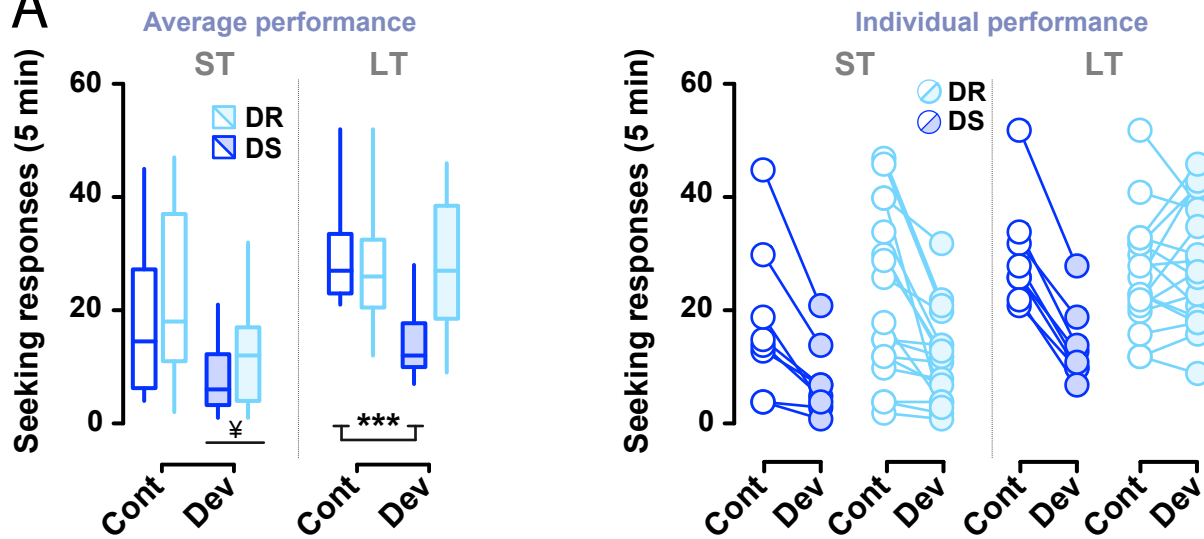 A
Average performance
Individual performance
ST
LT
ST
LT
Seeking responses (5 min)
60
40
20
0
DR
DS
¥
***
Cont
Dev
Cont
Dev
Seeking responses (5 min)
60
40
20
0
DR
DS
Cont
Dev
Cont
Dev
Cont
Dev
Cont
Dev